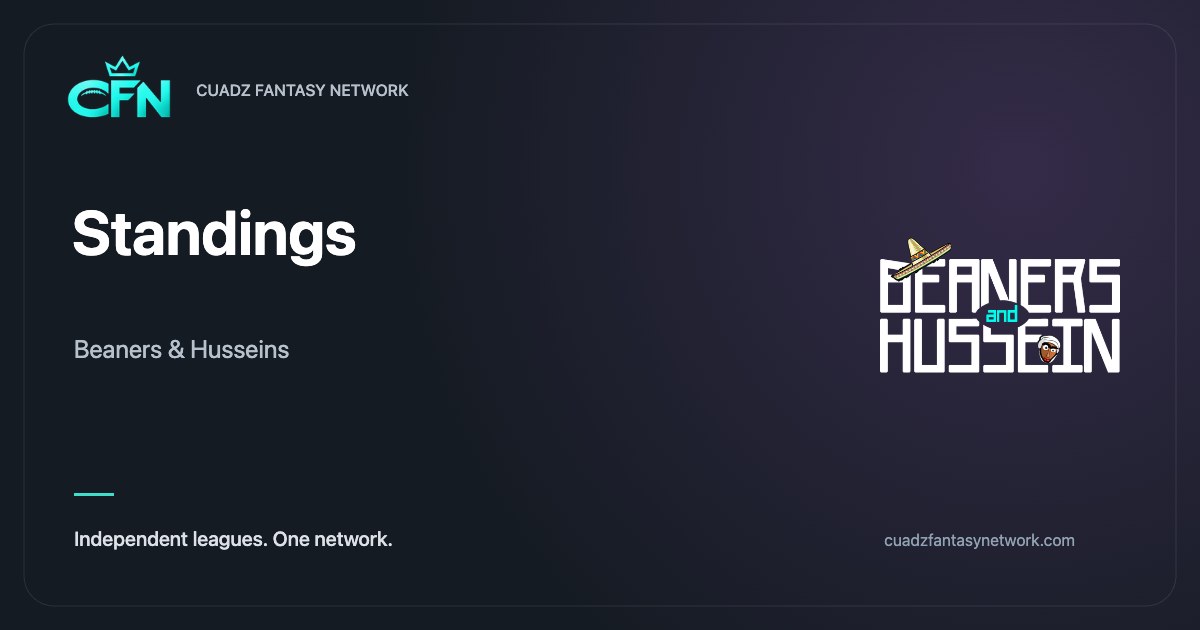 CFN
CUADZ FANTASY NETWORK
Standings
Beaners & Husseins
BEANERS
and
HUSSEIN
Independent leagues. One network.
cuadzfantasynetwork.com